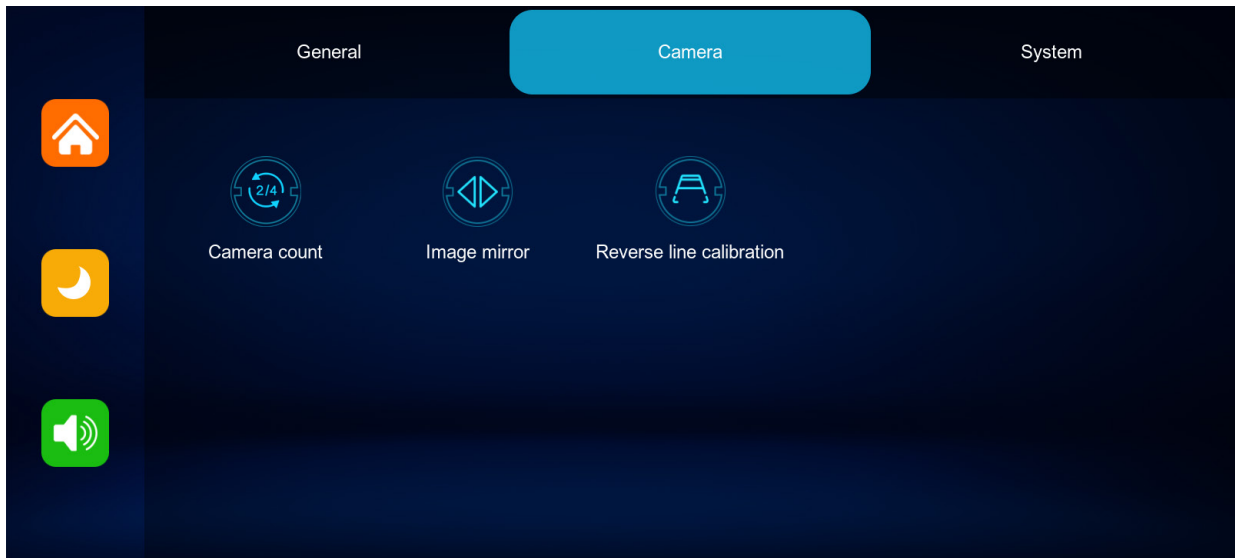 General
Camera
System
2/4
Camera count
Image mirror
Reverse line calibration